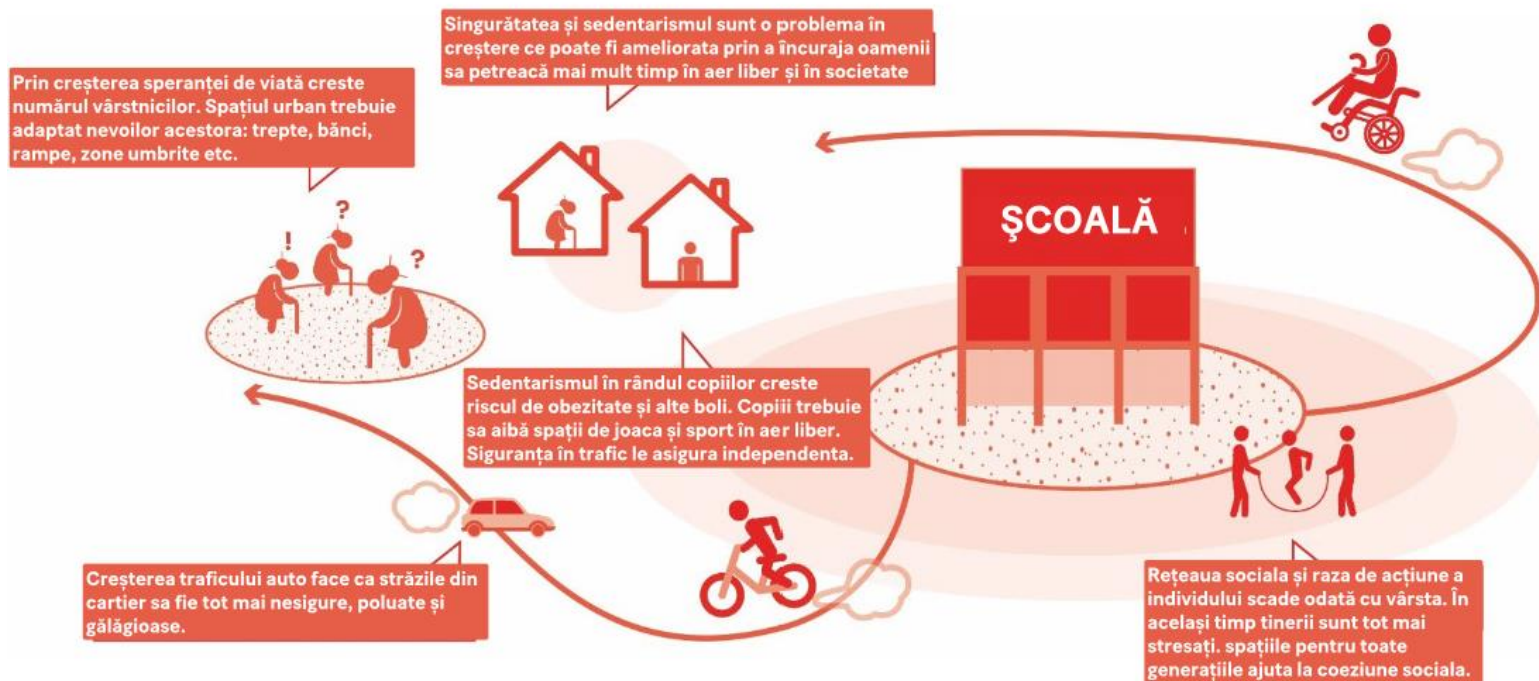 Singurătatea și sedentarismul sunt o problema în
creștere ce poate fi ameliorata prin a încuraja oamenii
sa petreacă mai mult timp în aer liber și în societate
Prin creșterea speranței de viată creste
numărul vârstnicilor. Spațiul urban trebuie
adaptat nevoilor acestora: trepte, bănci,
rampe, zone umbrite etc.
?
!
?
ŞCOALĂ
Sedentarismul în rândul copiilor creste
riscul de obezitate și alte boli. Copiii trebuie
sa aibă spații de joaca și sport în aer liber.
Siguranța în trafic le asigura independenta.
Creșterea traficului auto face ca străzile din
cartier sa fie tot mai nesigure, poluate și
gălăgioase.
Rețeaua sociala și raza de acțiune a
individului scade odată cu vârsta. În
același timp tinerii sunt tot mai
stresați. spațiile pentru toate
generațiile ajuta la coeziune sociala.